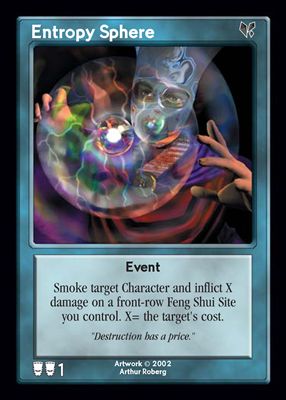 Entropy Sphere
Event
Smoke target Character and inflict X
damage on a front-row Feng Shui Site
you control. X= the target's cost.
"Destruction has a price."
1
Artwork © 2002
Arthur Roberg